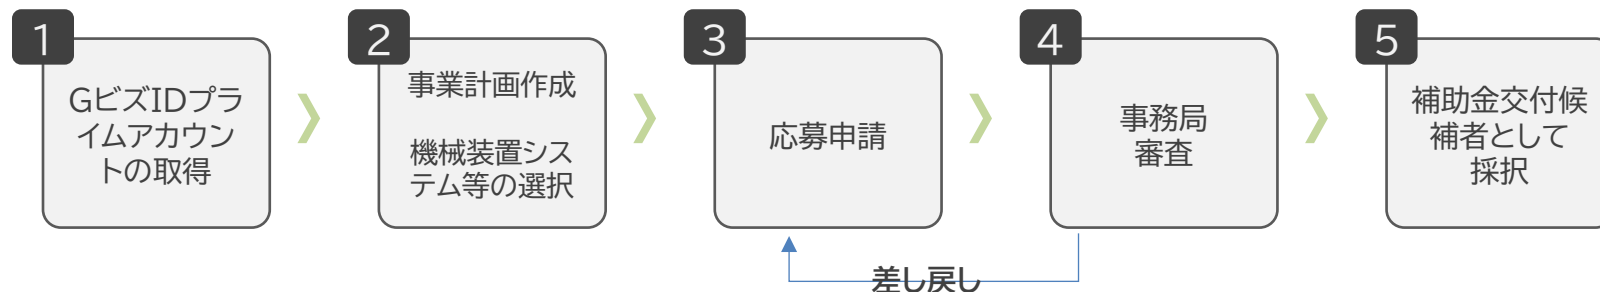 1
GビズIDプラ
イムアカウン
トの取得
2
事業計画作成
機械装置シス
テム等の選択
3
応募申請
4
事務局
審査
5
補助金交付候
補者として
採択
差し戻し